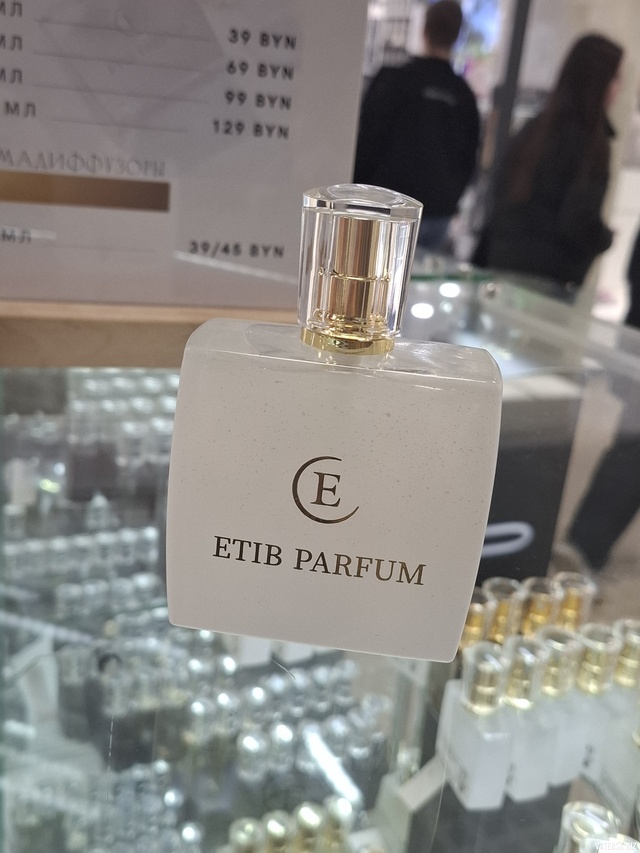 МЛ
39 BYN
МЛ
69 BYN
МЛ
99 BYN
МЛ
129 BYN
МАДИФФУЗОРЫ
МЛ
39/45 BYN
E
ETIB PARFUM